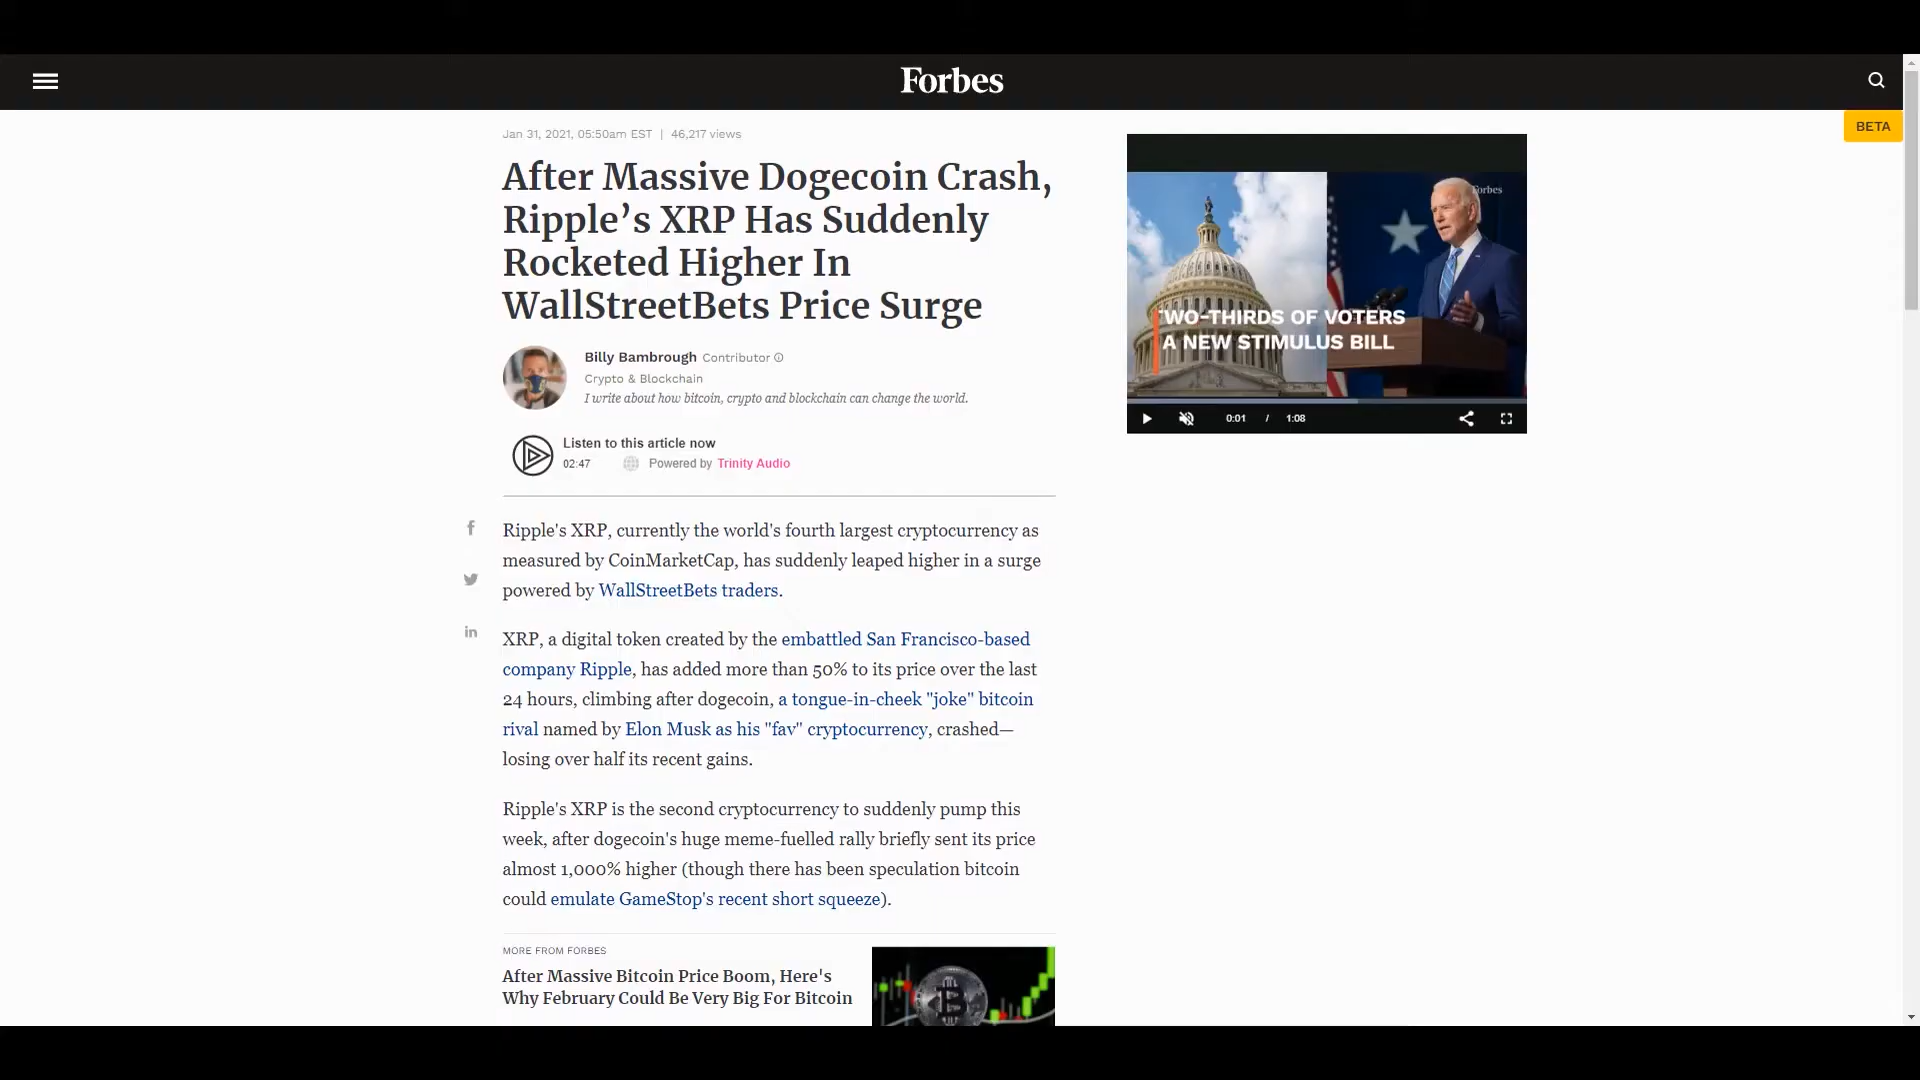 Forbes
BETA
Jan 31, 2021, 05:50am EST | 46,217 views
After Massive Dogecoin Crash,
Ripple’s XRP Has Suddenly
Rocketed Higher In
WallStreetBets Price Surge
Billy Bambrough Contributor
Crypto & Blockchain
I write about how bitcoin, crypto and blockchain can change the world.
Listen to this article now
02:47 Powered by Trinity Audio
Forbes
WO-THIRDS OF VOTERS
A NEW STIMULUS BILL
0:01 / 1:08
Ripple's XRP, currently the world's fourth largest cryptocurrency as
measured by CoinMarketCap, has suddenly leaped higher in a surge
powered by WallStreetBets traders.
XRP, a digital token created by the embattled San Francisco-based
company Ripple, has added more than 50% to its price over the last
24 hours, climbing after dogecoin, a tongue-in-cheek "joke" bitcoin
rival named by Elon Musk as his "fav" cryptocurrency, crashed—
losing over half its recent gains.
Ripple's XRP is the second cryptocurrency to suddenly pump this
week, after dogecoin's huge meme-fuelled rally briefly sent its price
almost 1,000% higher (though there has been speculation bitcoin
could emulate GameStop's recent short squeeze).
MORE FROM FORBES
After Massive Bitcoin Price Boom, Here's
Why February Could Be Very Big For Bitcoin